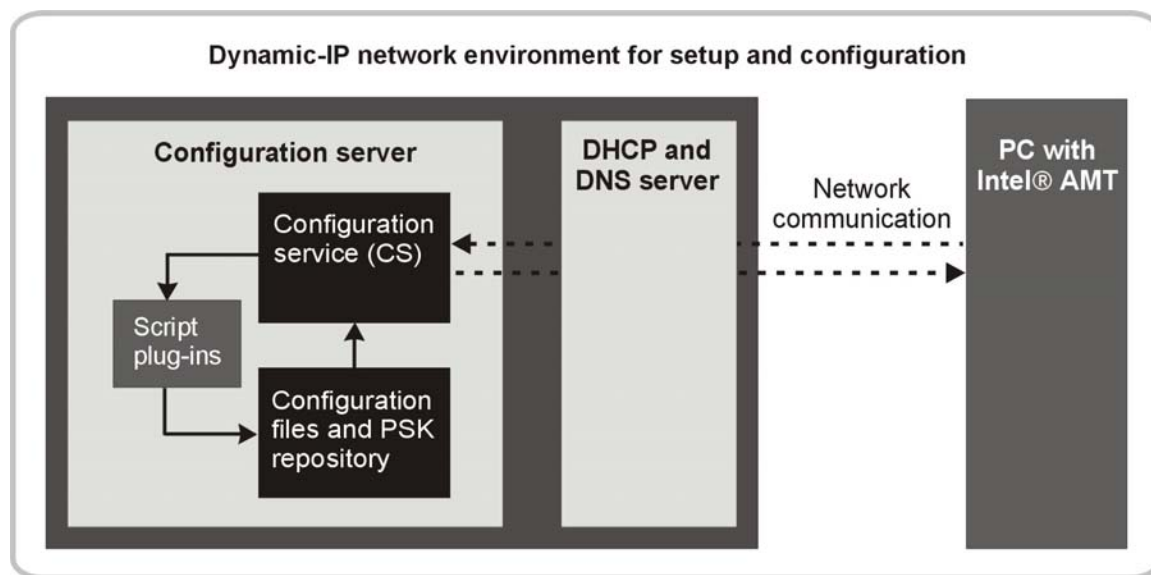 Dynamic-IP network environment for setup and configuration
Configuration server
Configuration
service (CS)
Script
plug-ins
Configuration
files and PSK
repository
DHCP and
DNS server
Network
communication
PC with
Intel® AMT